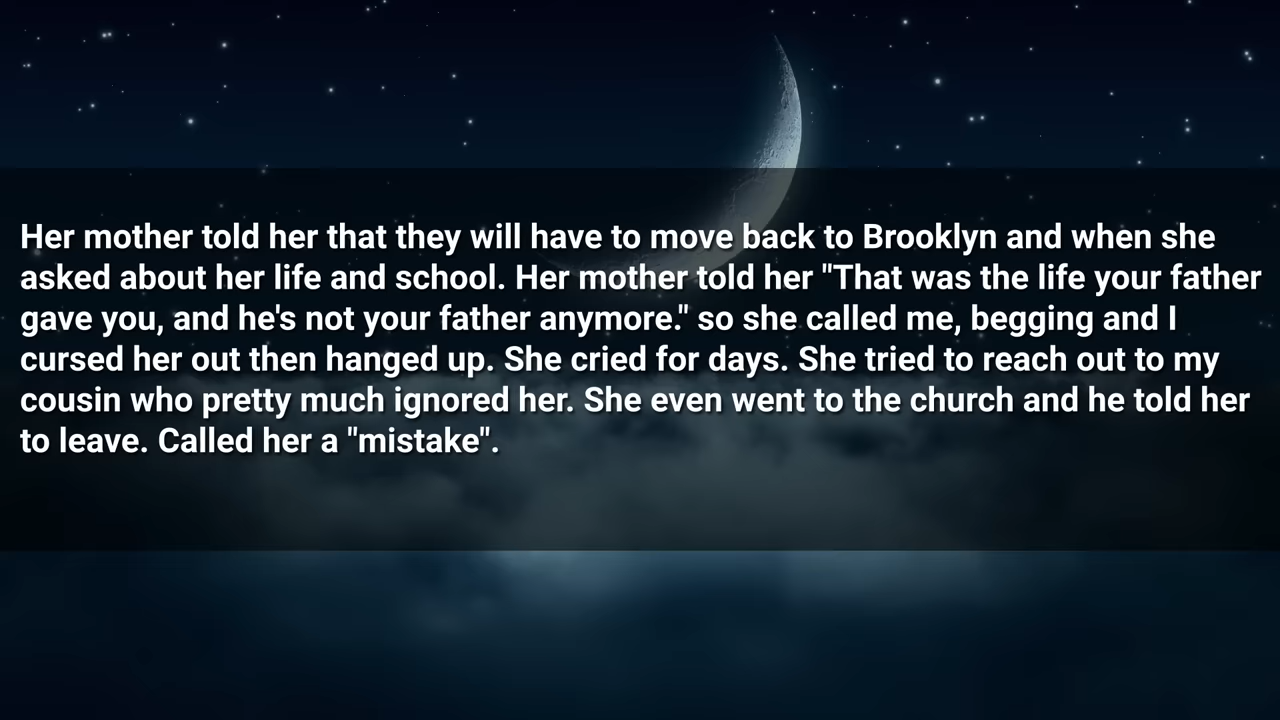 Her mother told her that they will have to move back to Brooklyn and when she
asked about her life and school. Her mother told her "That was the life your father
gave you, and he's not your father anymore." so she called me, begging and I
cursed her out then hanged up. She cried for days. She tried to reach out to my
cousin who pretty much ignored her. She even went to the church and he told her
to leave. Called her a "mistake".